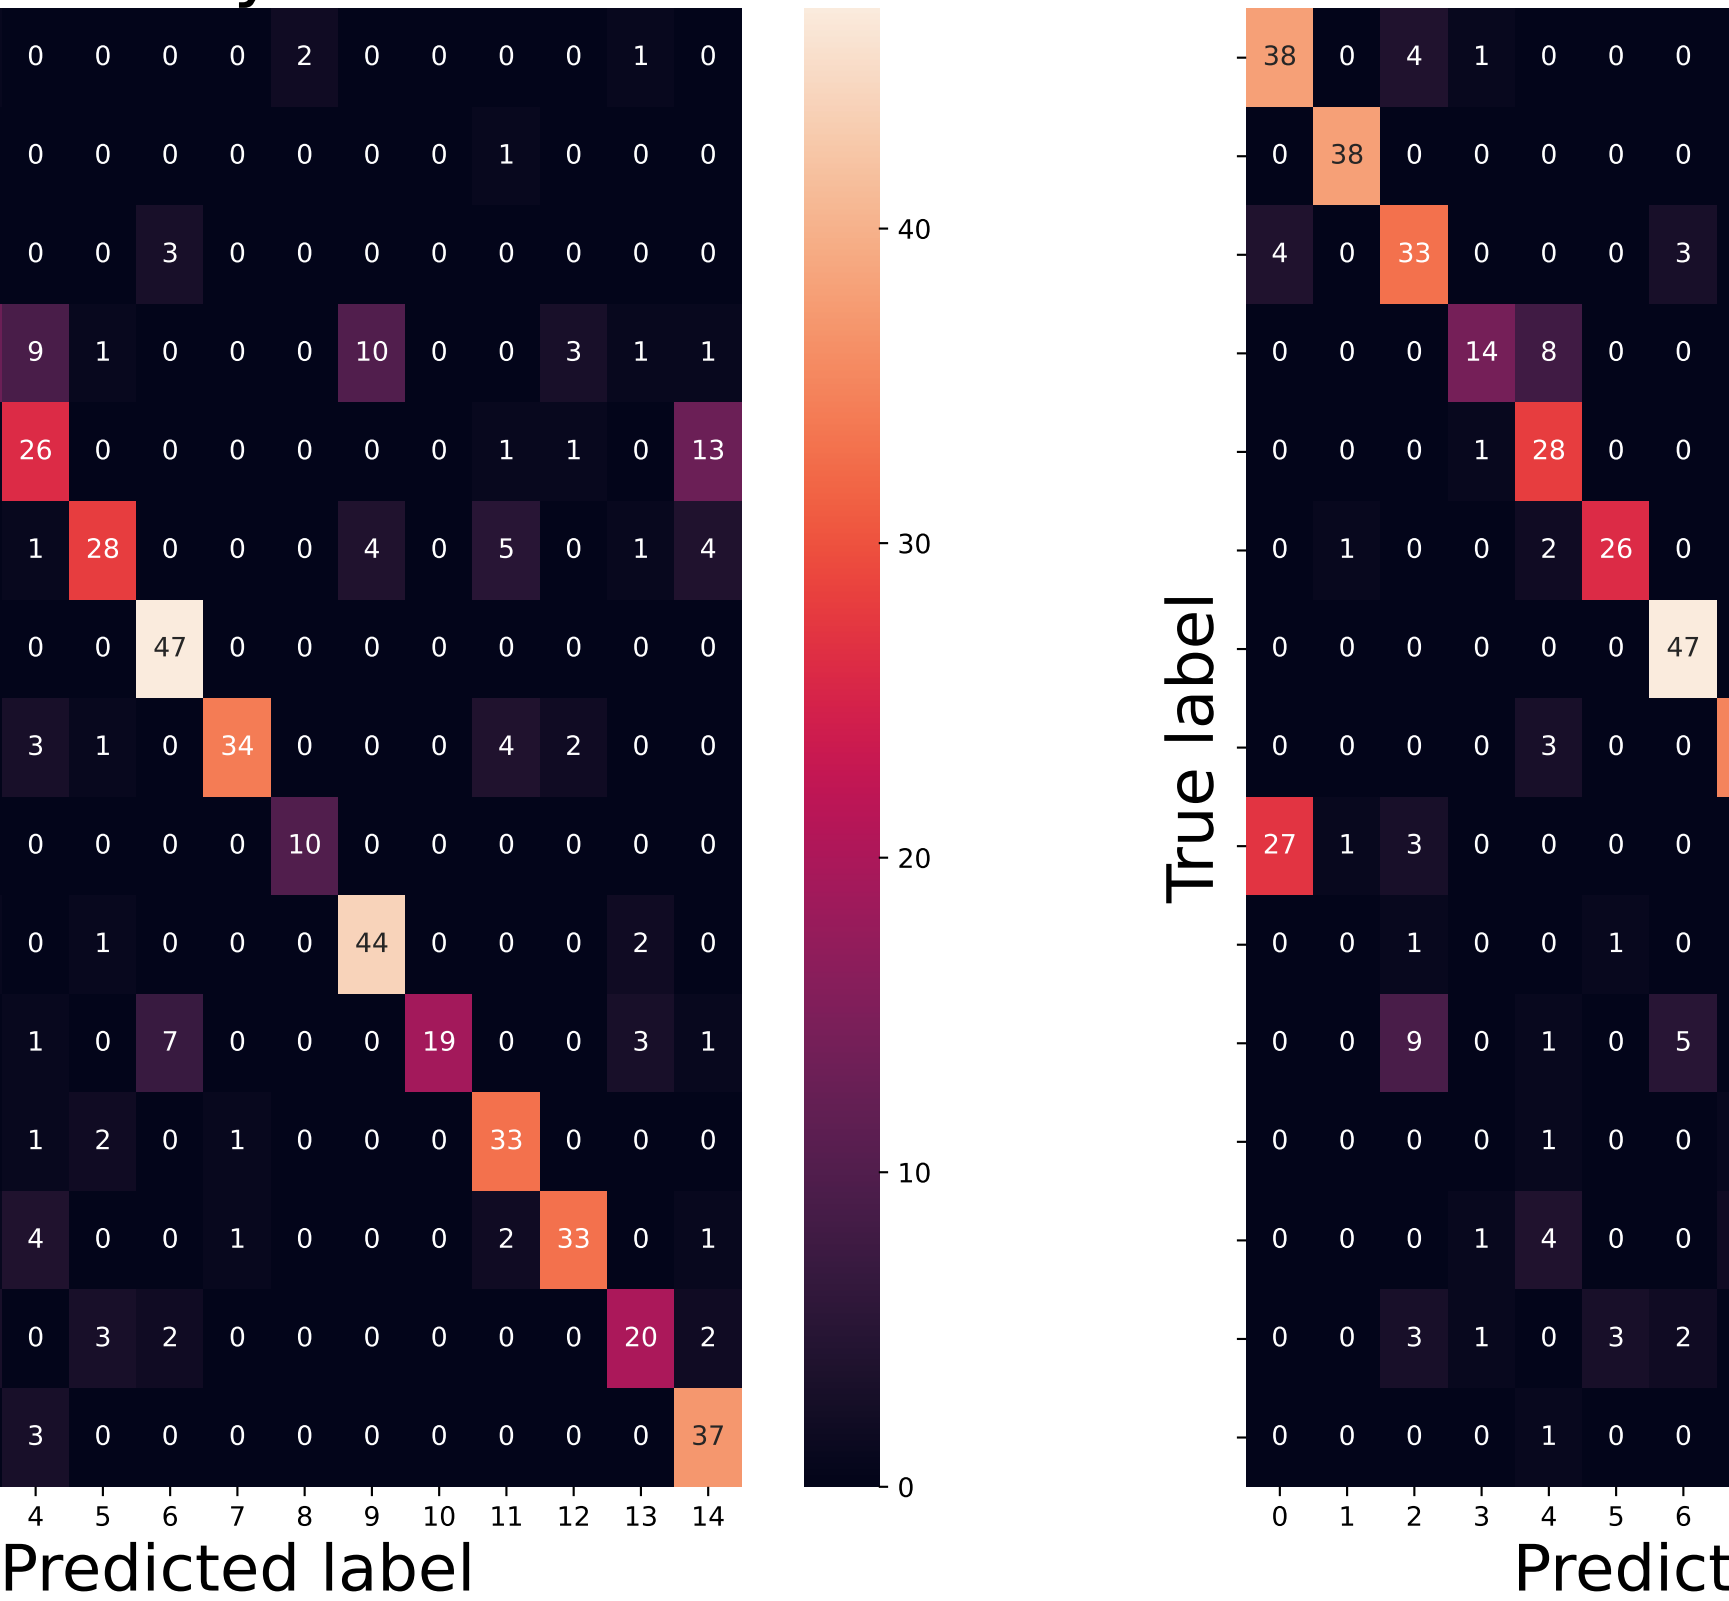 0 0 0 0 2 0 0 0 0 1 0
0 0 0 0 0 0 0 1 0 0 0
0 0 3 0 0 0 0 0 0 0 0
9 1 0 0 0 10 0 0 3 1 1
26 0 0 0 0 0 0 1 1 0 13
1 28 0 0 0 4 0 5 0 1 4
0 0 47 0 0 0 0 0 0 0 0
3 1 0 34 0 0 0 4 2 0 0
0 0 0 0 10 0 0 0 0 0 0
0 1 0 0 0 44 0 0 0 2 0
1 0 7 0 0 0 19 0 0 3 1
1 2 0 1 0 0 0 33 0 0 0
4 0 0 1 0 0 0 2 33 0 1
0 3 2 0 0 0 0 0 0 20 2
3 0 0 0 0 0 0 0 0 0 37
4 5 6 7 8 9 10 11 12 13 14
Predicted label
40
30
20
10
0
True label
38 0 4 1 0 0 0
0 38 0 0 0 0 0
4 0 33 0 0 0 3
0 0 0 14 8 0 0
0 0 0 1 28 0 0
0 1 0 0 2 26 0
0 0 0 0 0 0 47
0 0 0 0 3 0 0
27 1 3 0 0 0 0
0 0 1 0 0 1 0
0 0 9 0 1 0 5
0 0 0 0 1 0 0
0 0 0 1 4 0 0
0 0 3 1 0 3 2
0 0 0 0 1 0 0
0 1 2 3 4 5 6
Predict